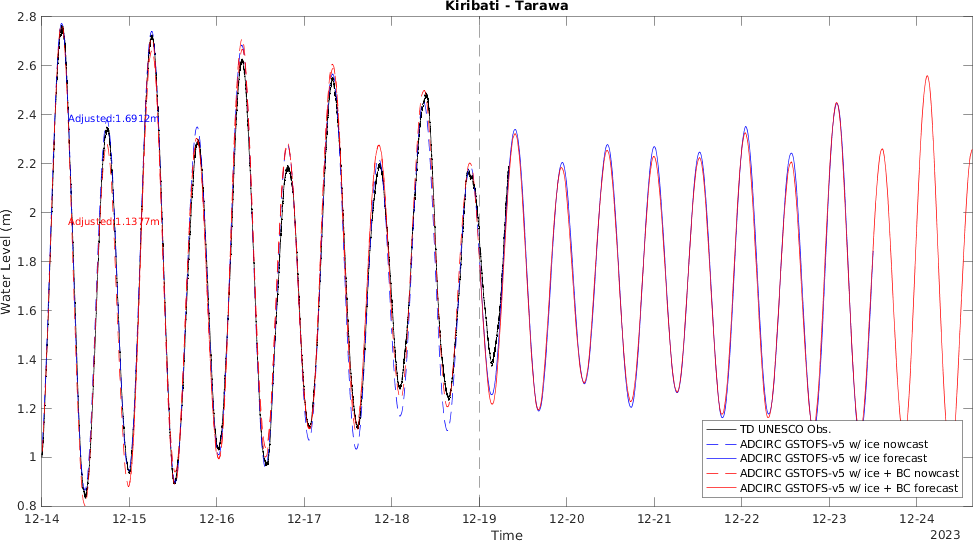 Kiribati - Tarawa
2.8
2.6
2.4
2.2
2
1.8
1.6
1.4
1.2
1
0.8
Water Level (m)
Adjusted:1.6912m
Adjusted:1.1377m
TD UNESCO Obs.
ADCIRC GSTOFS-v5 w/ ice nowcast
ADCIRC GSTOFS-v5 w/ ice forecast
ADCIRC GSTOFS-v5 w/ ice + BC nowcast
ADCIRC GSTOFS-v5 w/ ice + BC forecast
12-14 12-15 12-16 12-17 12-18 12-19 12-20 12-21 12-22 12-23 12-24
Time
2023